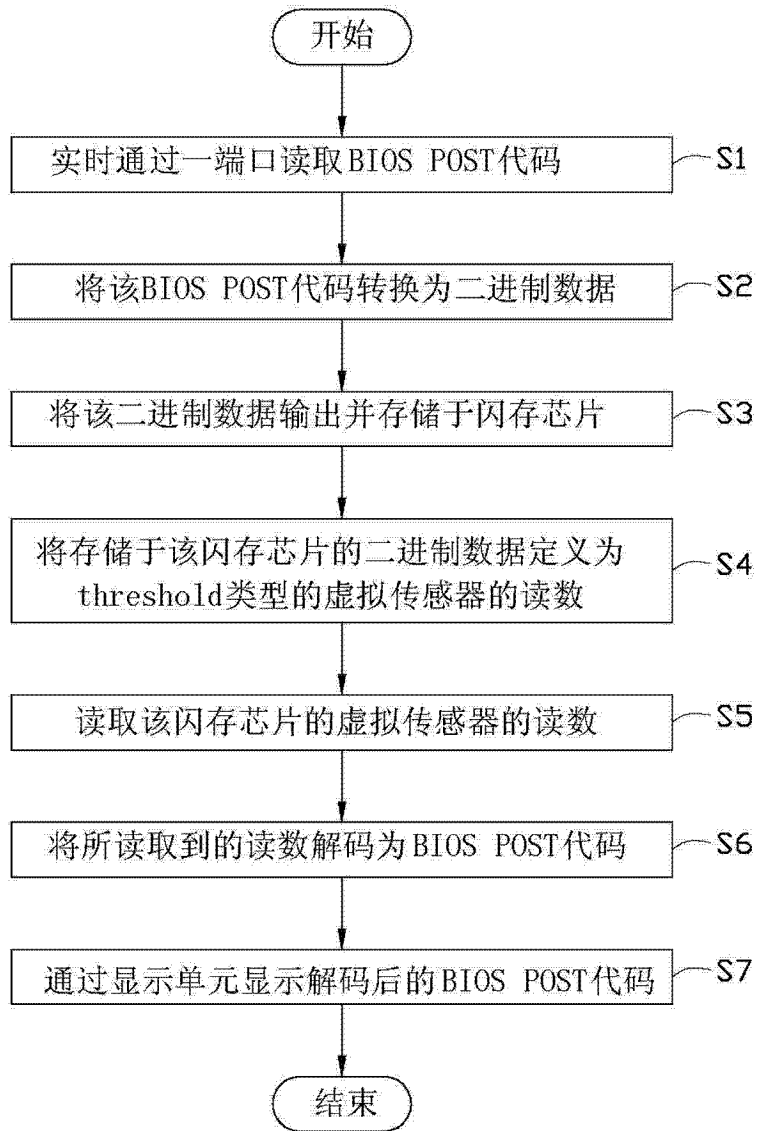 开始
实时通过一端口读取BIOS POST代码
S1
将该BIOS POST代码转换为二进制数据
S2
将该二进制数据输出并存储于闪存芯片
S3
将存储于该闪存芯片的二进制数据定义为
threshold类型的虚拟传感器的读数
S4
读取该闪存芯片的虚拟传感器的读数
S5
将所读取到的读数解码为BIOS POST代码
S6
通过显示单元显示解码后的BIOS POST代码
S7
结束